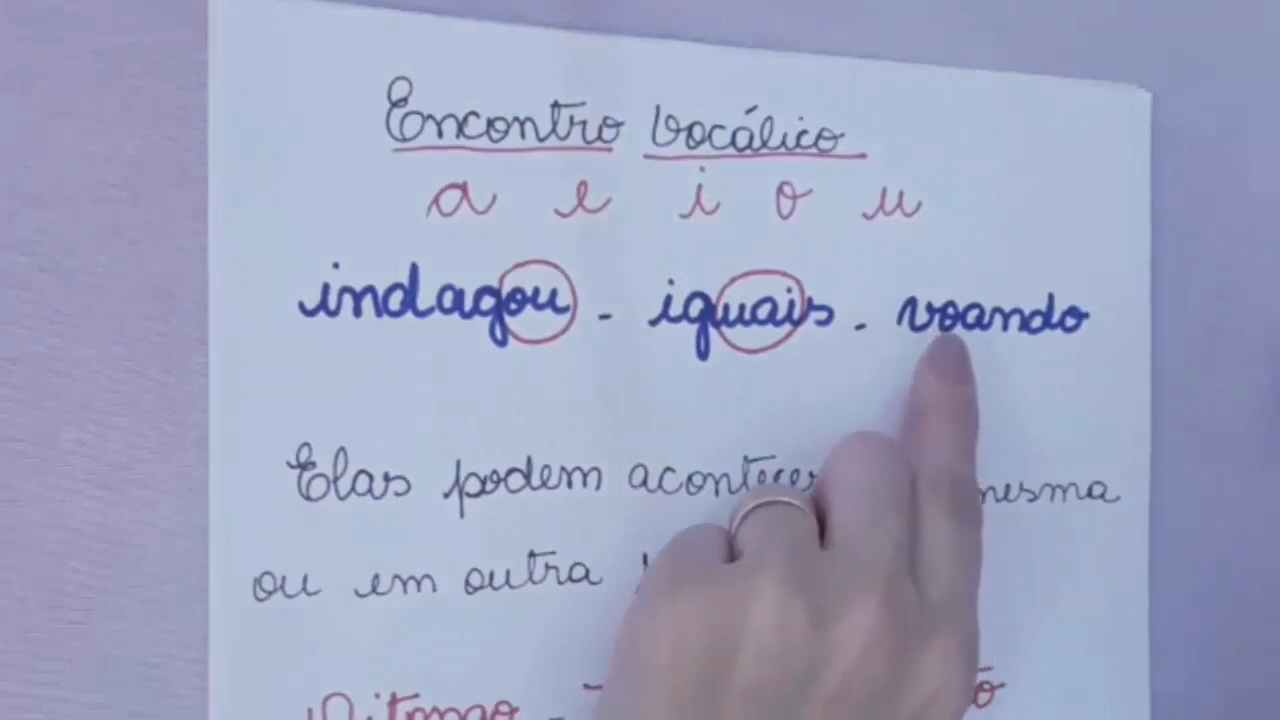 Encontro Vocálico
a e i o u
indagou - iguais - voando
Elas podem acontecer mesma
ou em outra